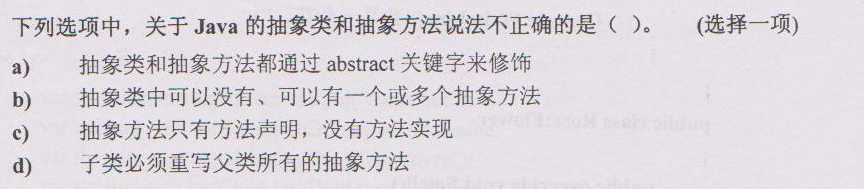 下列选项中，关于 Java 的抽象类和抽象方法说法不正确的是（ ）。 (选择一项)
a) 抽象类和抽象方法都通过 abstract 关键字来修饰
b) 抽象类中可以没有、可以有一个或多个抽象方法
c) 抽象方法只有方法声明，没有方法实现
d) 子类必须重写父类所有的抽象方法